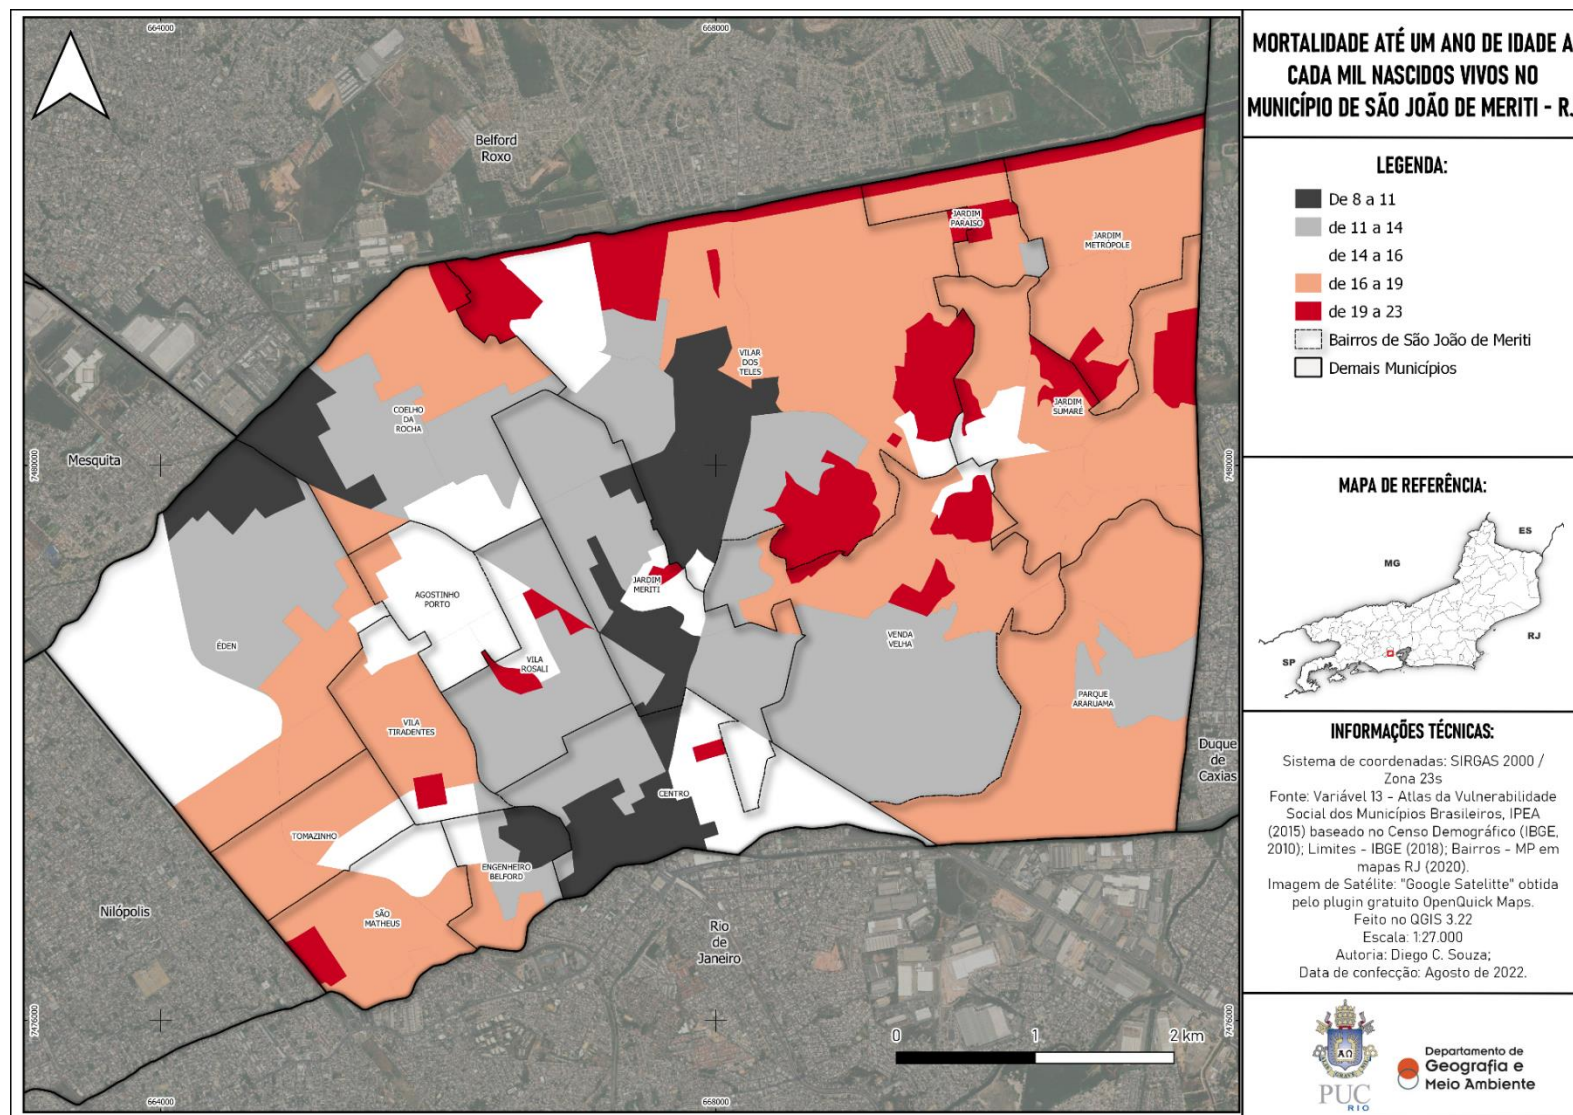 MORTALIDADE ATÉ UM ANO DE IDADE A
CADA MIL NASCIDOS VIVOS NO
MUNICÍPIO DE SÃO JOÃO DE MERITI - RJ
LEGENDA:
De 8 a 11
de 11 a 14
de 14 a 16
de 16 a 19
de 19 a 23
Bairros de São João de Meriti
Demais Municípios
MAPA DE REFERÊNCIA:
ES
MG
RJ
SP
INFORMAÇÕES TÉCNICAS:
Sistema de coordenadas: SIRGAS 2000 /
Zona 23s
Fonte: Variável 13 - Atlas da Vulnerabilidade
Social dos Municípios Brasileiros, IPEA
(2015) baseado no Censo Demográfico (IBGE,
2010); Limites - IBGE (2018); Bairros - MP em
mapas RJ (2020).
Imagem de Satélite: "Google Satelitte" obtida
pelo plugin gratuito OpenQuick Maps.
Feito no QGIS 3.22
Escala: 1:27.000
Autoria: Diego C. Souza;
Data de confecção: Agosto de 2022.
PUC
RIO
Departamento de
Geografia e
Meio Ambiente
664000
668000
Belford
Roxo
JARDIM
PARAISO
JARDIM
METRÓPOLE
VILAR
DOS
TELES
COELHO
DA
ROCHA
JARDIM
SUMARÉ
Mesquita
7480000
7480000
JARDIM
MERITI
AGOSTINHO
PORTO
ÉDEN
VILA
ROSALI
VENDA
VELHA
PARQUE
ARARUAMA
VILA
TIRADENTES
Duque
de
Caxias
CENTRO
TOMAZINHO
ENGENHEIRO
BELFORD
Nilópolis
SÃO
MATHEUS
Rio
de
Janeiro
7476000
7476000
0
1
2 km
664000
668000